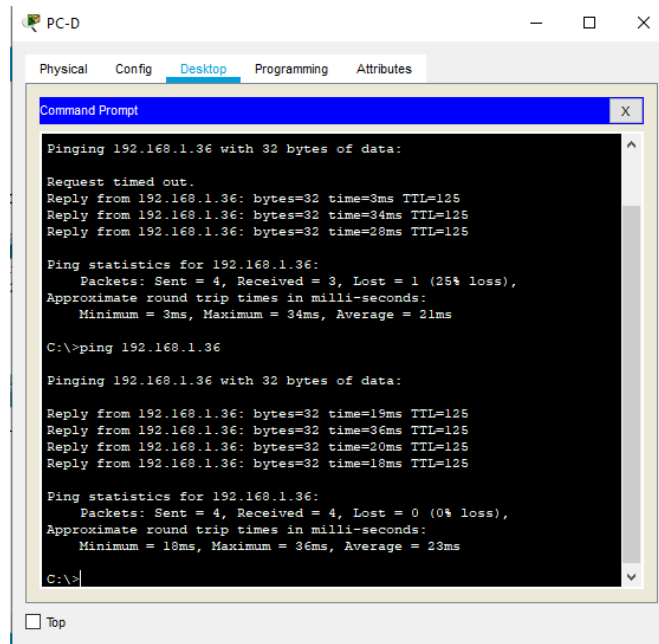 PC-D
Physical Config Desktop Programming Attributes
Command Prompt
X
Pinging 192.168.1.36 with 32 bytes of data:
Request timed out.
Reply from 192.168.1.36: bytes=32 time=3ms TTL=125
Reply from 192.168.1.36: bytes=32 time=34ms TTL=125
Reply from 192.168.1.36: bytes=32 time=28ms TTL=125
Ping statistics for 192.168.1.36:
Packets: Sent = 4, Received = 3, Lost = 1 (25% loss),
Approximate round trip times in milli-seconds:
Minimum = 3ms, Maximum = 34ms, Average = 21ms
C:\>ping 192.168.1.36
Pinging 192.168.1.36 with 32 bytes of data:
Reply from 192.168.1.36: bytes=32 time=19ms TTL=125
Reply from 192.168.1.36: bytes=32 time=36ms TTL=125
Reply from 192.168.1.36: bytes=32 time=20ms TTL=125
Reply from 192.168.1.36: bytes=32 time=18ms TTL=125
Ping statistics for 192.168.1.36:
Packets: Sent = 4, Received = 4, Lost = 0 (0% loss),
Approximate round trip times in milli-seconds:
Minimum = 18ms, Maximum = 36ms, Average = 23ms
C:\>
Top